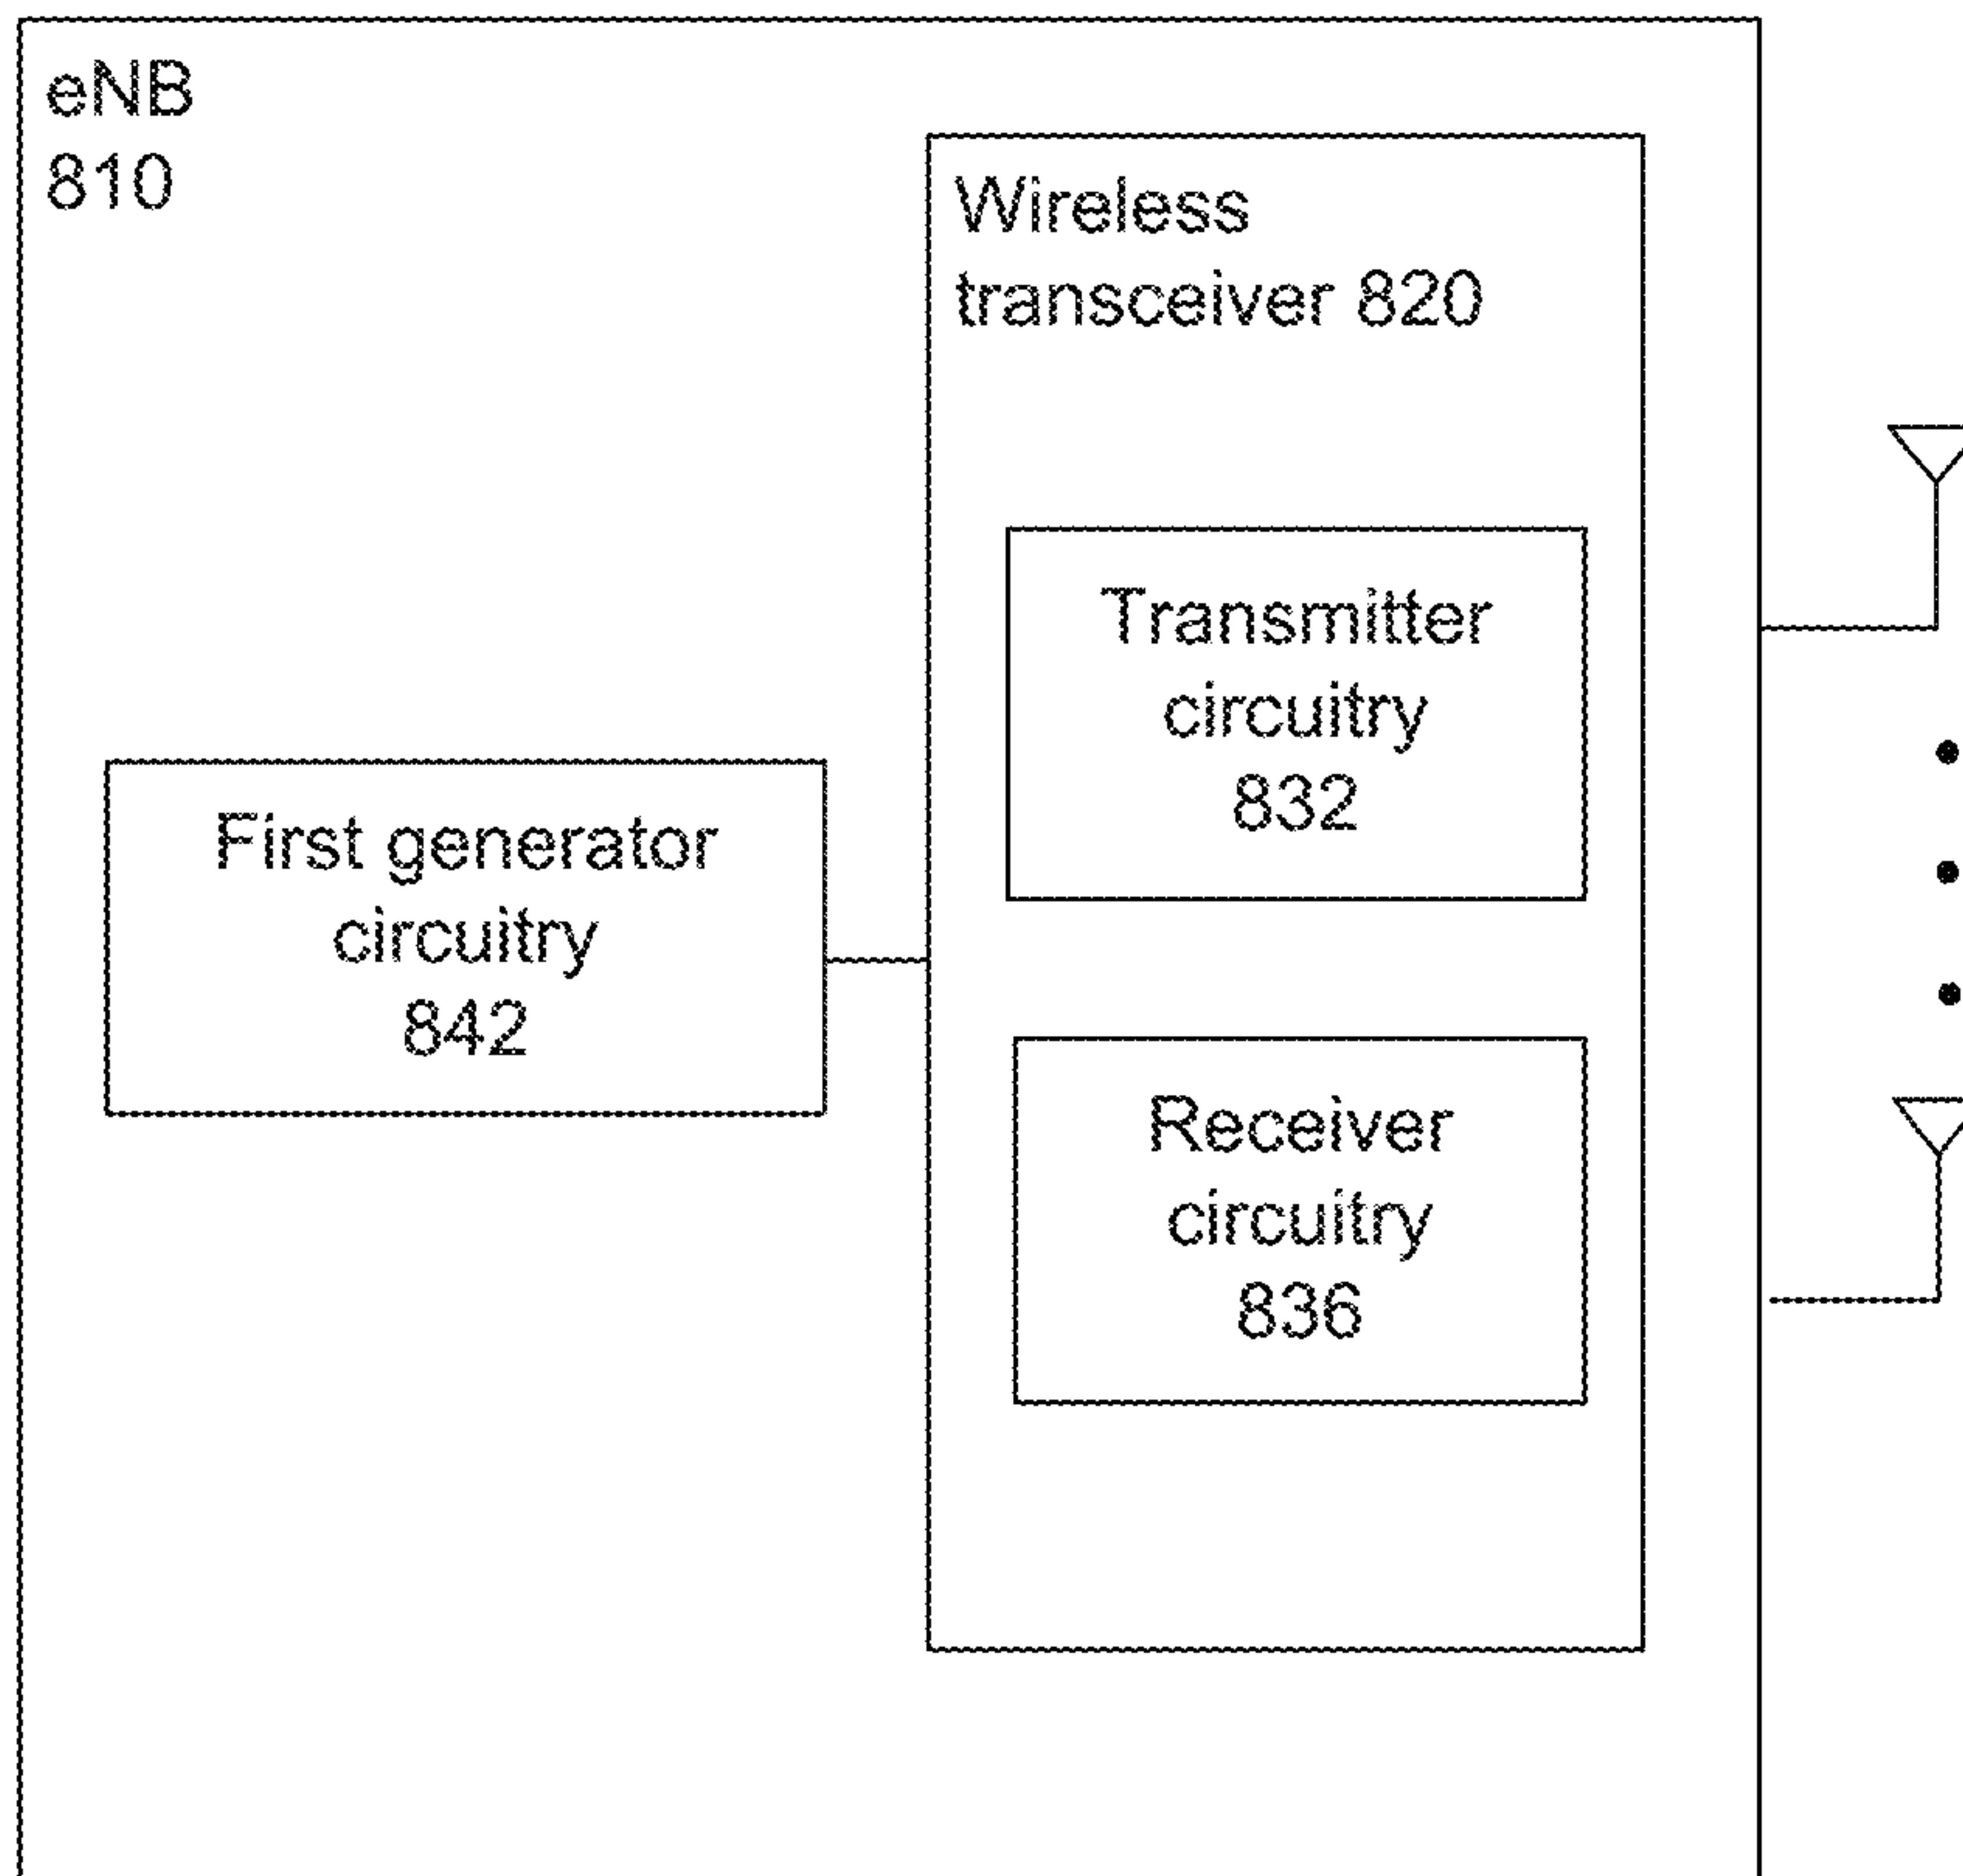 eNB
810
Wireless
transceiver 820
Transmitter
circuitry
832
First generator
circuitry
842
Receiver
circuitry
836